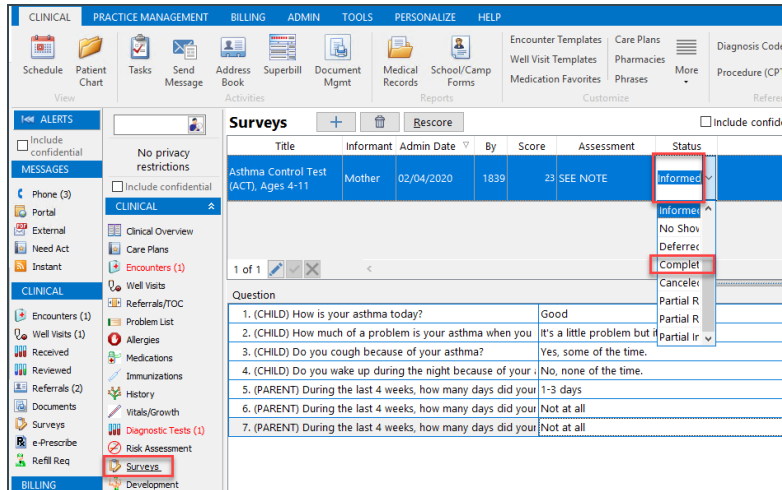 CLINICAL PRACTICE MANAGEMENT BILLING ADMIN TOOLS PERSONALIZE HELP
Schedule
Patient
Chart
View
Tasks
Send
Message
Address
Book
Superbill
Document
Mgmt
Activities
Medical
Records
School/Camp
Forms
Reports
Encounter Templates
Well Visit Templates
Medication Favorites
Care Plans
Pharmacies
Phrases
More
Customize
Diagnosis Code
Procedure (CPT
Refere
ALERTS
Include
confidential
MESSAGES
Phone (3)
Portal
External
Need Act
Instant
CLINICAL
Encounters (1)
Well Visits (1)
Received
Reviewed
Referrals (2)
Documents
Surveys
e-Prescribe
Refill Req
BILLING
No privacy
restrictions
Include confidential
CLINICAL
Clinical Overview
Care Plans
Encounters (1)
Well Visits
Referrals/TOC
Problem List
Allergies
Medications
Immunizations
History
Vitals/Growth
Diagnostic Tests (1)
Risk Assessment
Surveys
Development
Surveys
Rescore
Include confide
Title Informant Admin Date By Score Assessment Status
Asthma Control Test
(ACT), Ages 4-11
Mother 02/04/2020 1839 23 SEE NOTE Informed
Informed
No Show
Deferred
Complet
Canceled
Partial R
Partial R
Partial In
1 of 1
Question
1. (CHILD) How is your asthma today? Good
2. (CHILD) How much of a problem is your asthma when you It's a little problem but it
3. (CHILD) Do you cough because of your asthma? Yes, some of the time.
4. (CHILD) Do you wake up during the night because of your a No, none of the time.
5. (PARENT) During the last 4 weeks, how many days did your 1-3 days
6. (PARENT) During the last 4 weeks, how many days did your Not at all
7. (PARENT) During the last 4 weeks, how many days did your Not at all